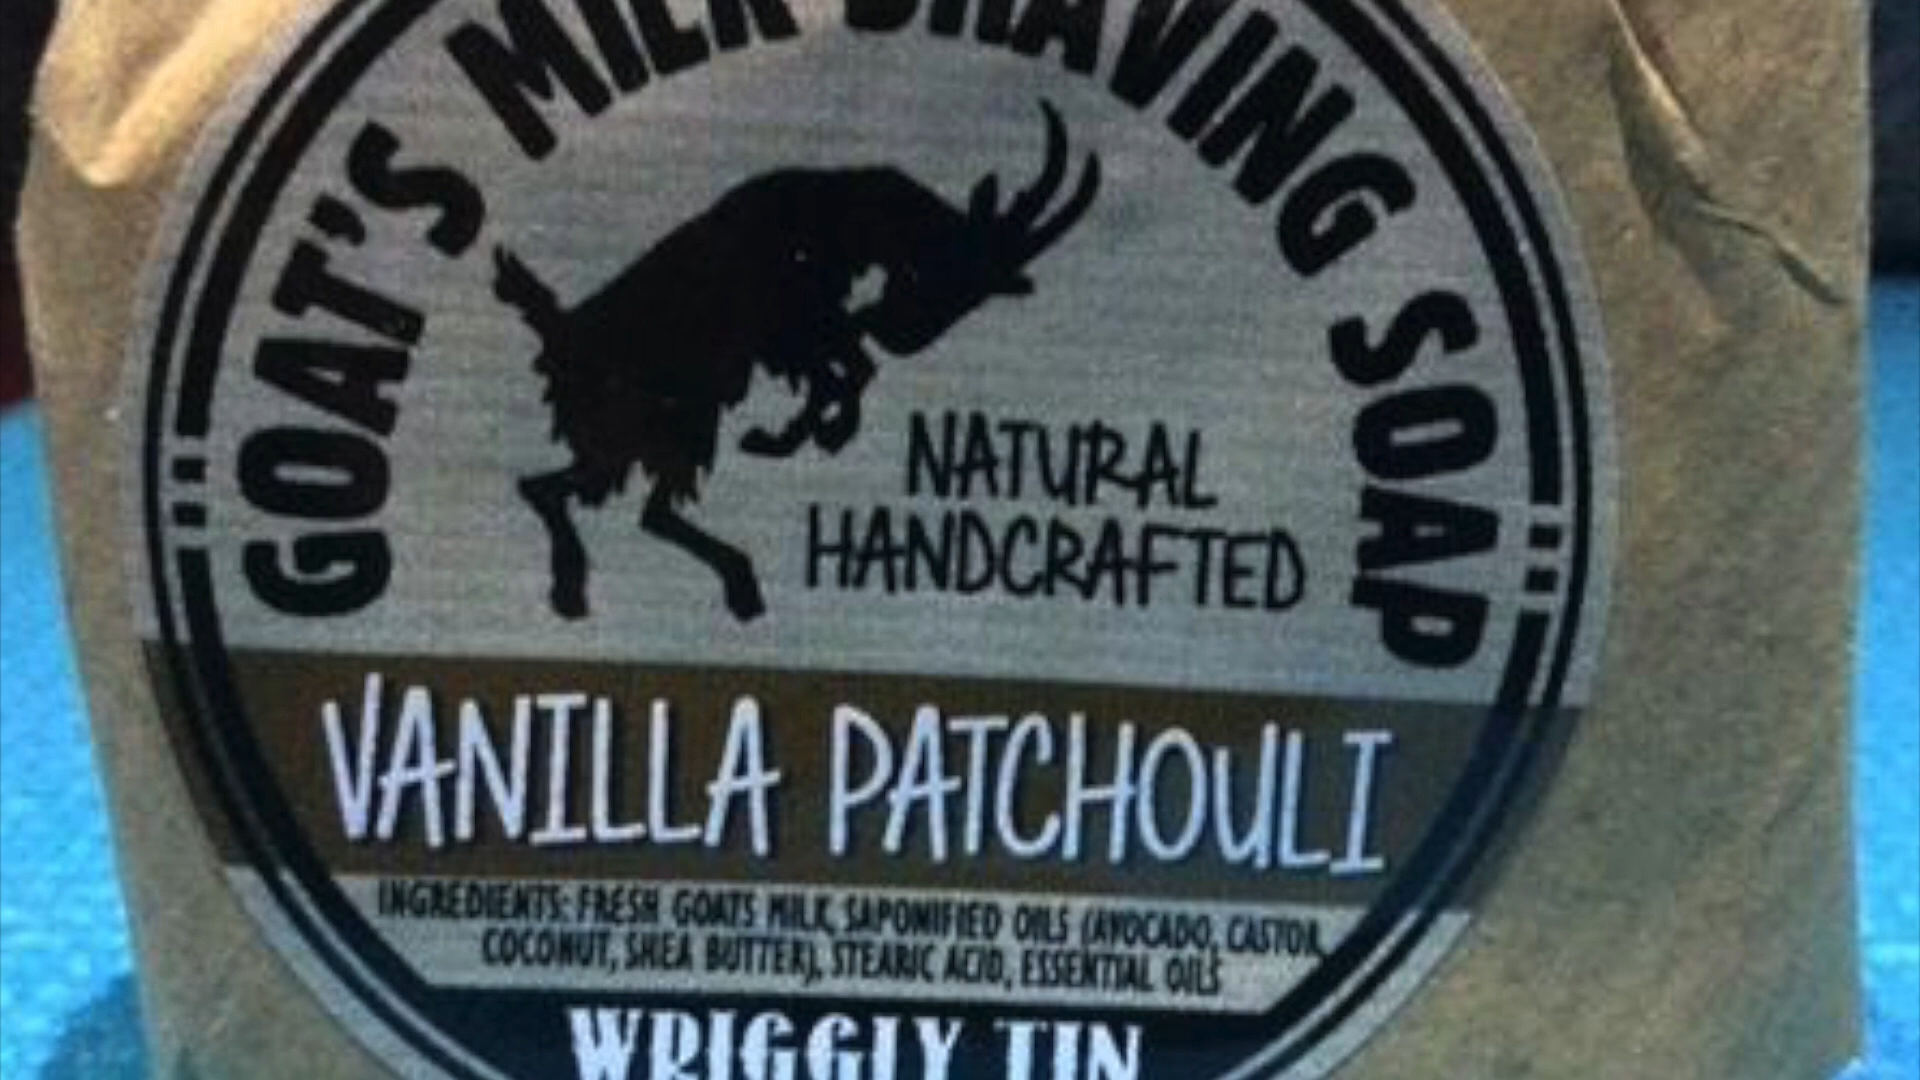 GOAT'S MILK SHAVING SOAP
NATURAL
HANDCRAFTED
VANILLA PATCHOULI
INGREDIENTS: FRESH GOATS MILK, SAPONIFIED OILS (AVOCADO, CASTOR,
COCONUT, SHEA BUTTER), STEARIC ACID, ESSENTIAL OILS
WRIGGLY TIN